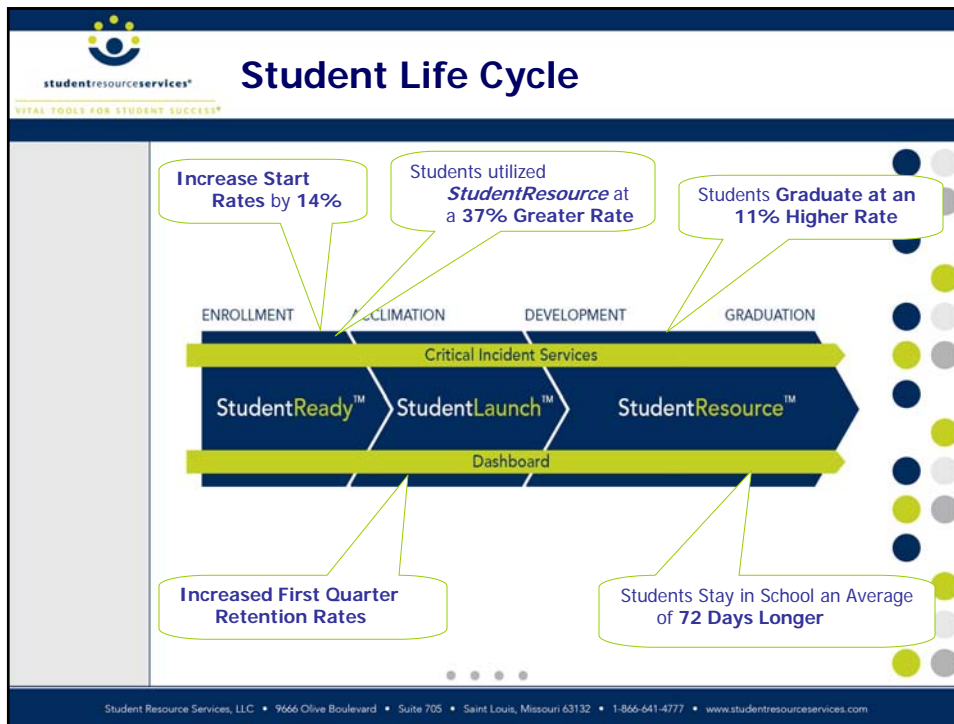 studentresourceservices®
VITAL TOOLS FOR STUDENT SUCCESS®
Student Life Cycle
Increase Start
Rates by 14%
Students utilized
StudentResource at
a 37% Greater Rate
Students Graduate at an
11% Higher Rate
ENROLLMENT ACCLIMATION DEVELOPMENT GRADUATION
Critical Incident Services
StudentReady™ StudentLaunch™ StudentResource™
Dashboard
Increased First Quarter
Retention Rates
Students Stay in School an Average
of 72 Days Longer
Student Resource Services, LLC • 9666 Olive Boulevard • Suite 705 • Saint Louis, Missouri 63132 • 1-866-641-4777 • www.studentresourceservices.com